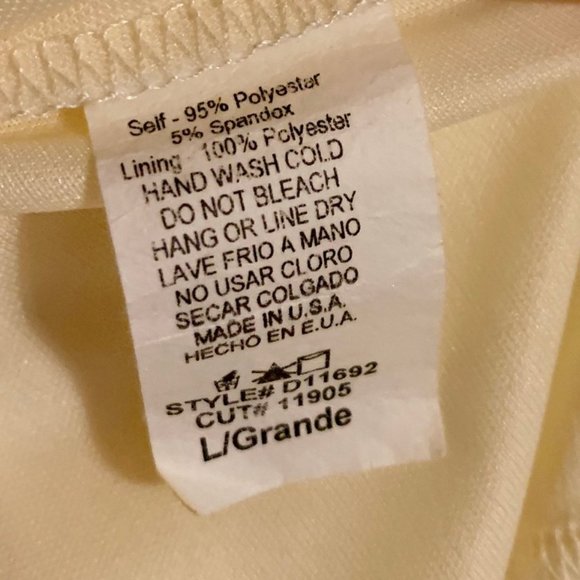 Self - 95% Polyester
5% Spandox
Lining - 100% Polyester
HAND WASH COLD
DO NOT BLEACH
HANG OR LINE DRY
LAVE FRIO A MANO
NO USAR CLORO
SECAR COLGADO
MADE IN U.S.A.
HECHO EN E.U.A.
STYLE# D11692
CUT# 11905
L/Grande